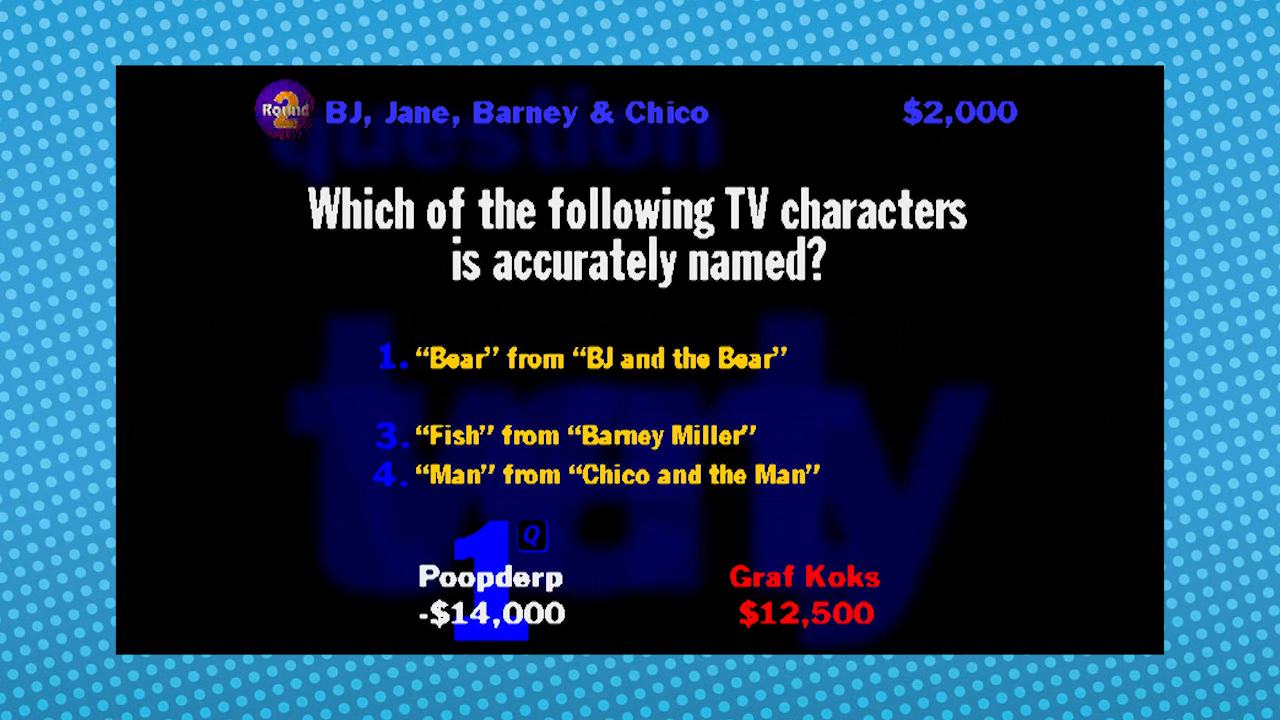 Round 2
BJ, Jane, Barney & Chico
$2,000
question
Which of the following TV characters
is accurately named?
1. “Bear” from “BJ and the Bear”
3. “Fish” from “Barney Miller”
4. “Man” from “Chico and the Man”
1 Q
Poopderp
-$14,000
Graf Koks
$12,500